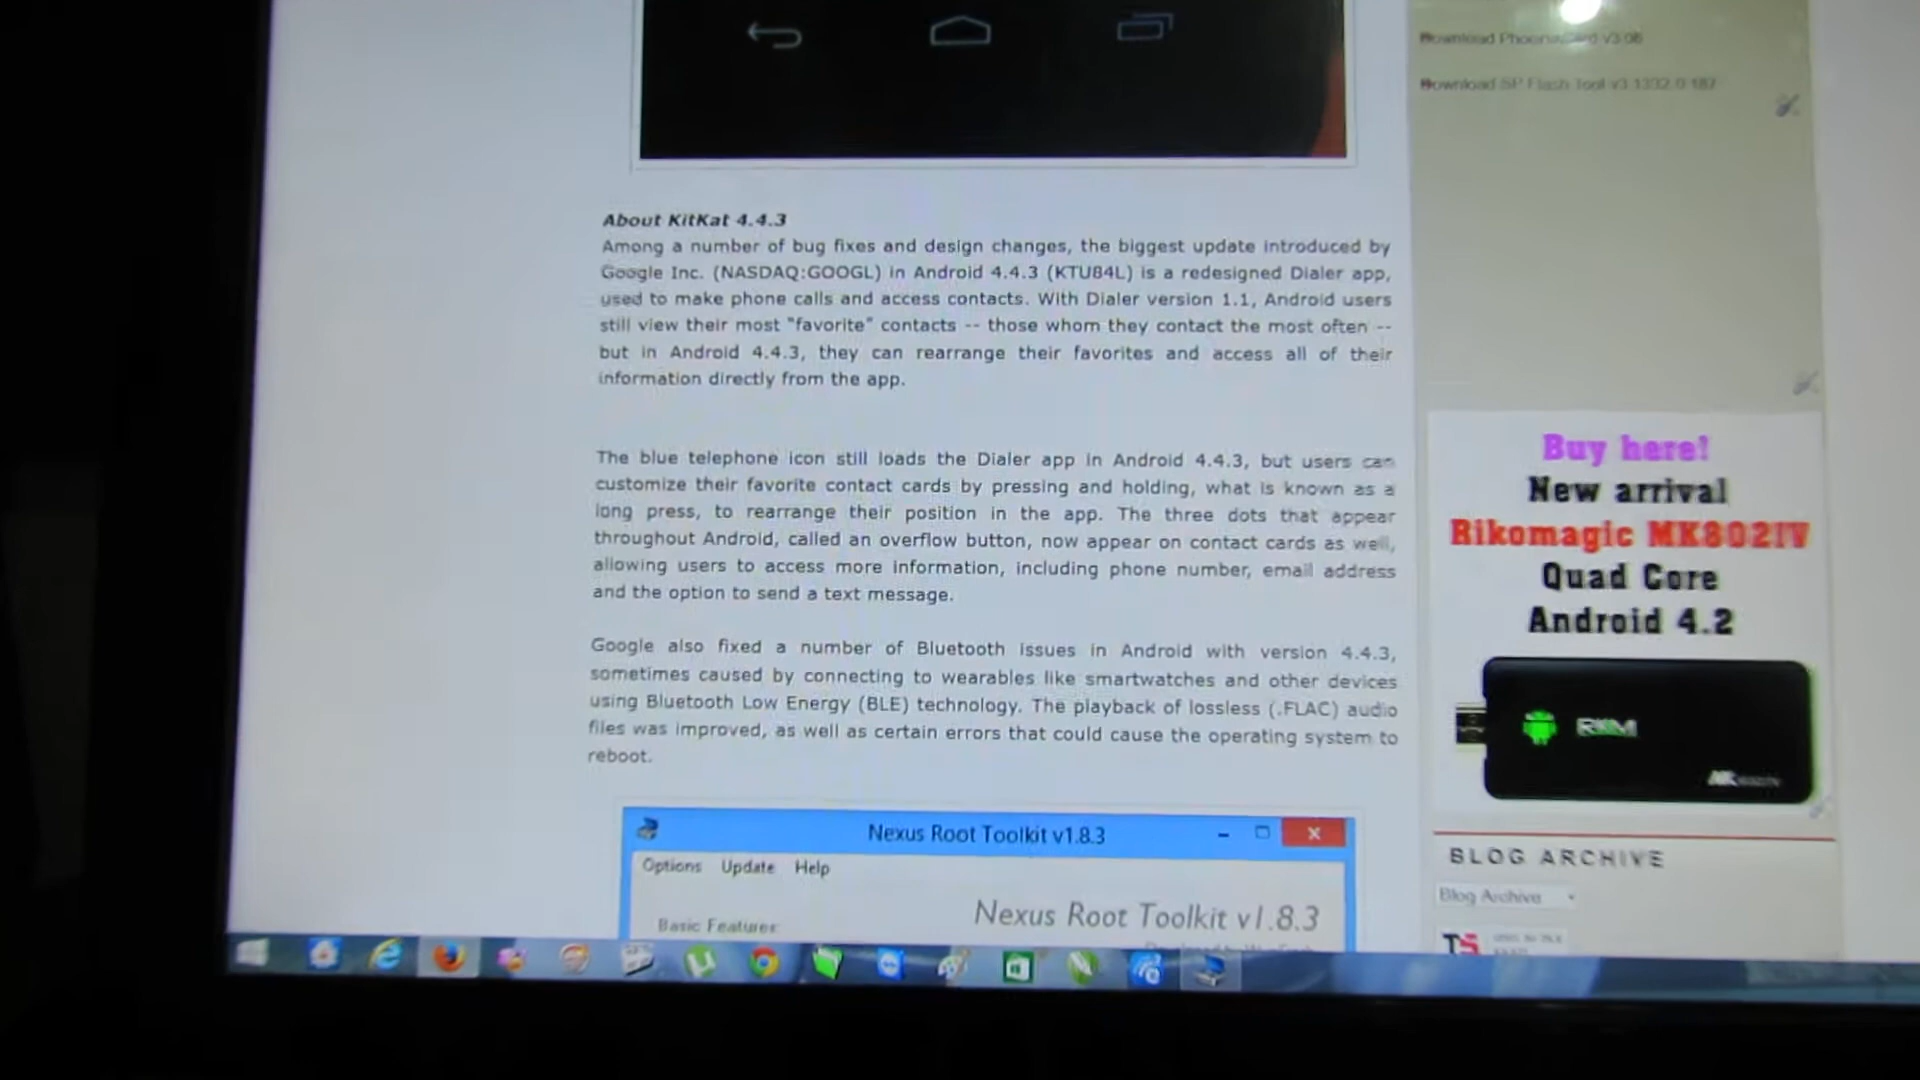 Download v3.06
Download SP Flash Tool v3.1332.0.187
About KitKat 4.4.3
Among a number of bug fixes and design changes, the biggest update introduced by
Google Inc. (NASDAQ:GOOGL) in Android 4.4.3 (KTU84L) is a redesigned Dialer app,
used to make phone calls and access contacts. With Dialer version 1.1, Android users
still view their most "favorite" contacts -- those whom they contact the most often --
but in Android 4.4.3, they can rearrange their favorites and access all of their
information directly from the app.
The blue telephone icon still loads the Dialer app in Android 4.4.3, but users can
customize their favorite contact cards by pressing and holding, what is known as a
long press, to rearrange their position in the app. The three dots that appear
throughout Android, called an overflow button, now appear on contact cards as well,
allowing users to access more information, including phone number, email address
and the option to send a text message.
Google also fixed a number of Bluetooth issues in Android with version 4.4.3,
sometimes caused by connecting to wearables like smartwatches and other devices
using Bluetooth Low Energy (BLE) technology. The playback of lossless (.FLAC) audio
files was improved, as well as certain errors that could cause the operating system to
reboot.
Nexus Root Toolkit v1.8.3
Options Update Help
Nexus Root Toolkit v1.8.3
Basic Features
Buy here!
New arrival
Rikomagic MK802IV
Quad Core
Android 4.2
RKM
BLOG ARCHIVE
Blog Archive
TS